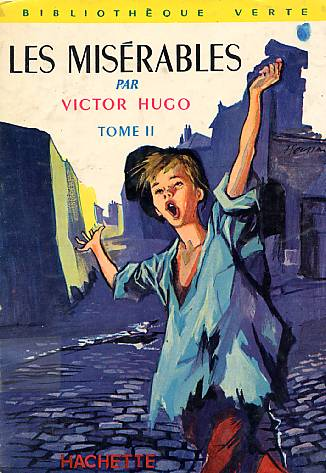 BIBLIOTHÈQUE VERTE
LES MISÉRABLES
PAR
VICTOR HUGO
TOME II
HACHETTE